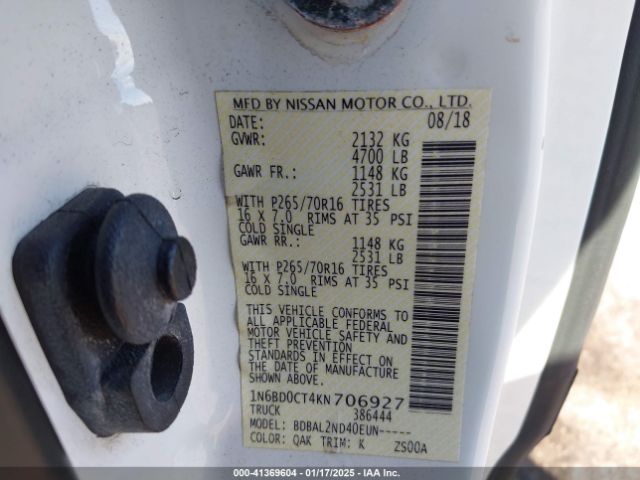 MFD BY NISSAN MOTOR CO., LTD.
DATE: 08/18
GVWR: 2132 KG
4700 LB
GAWR FR.: 1148 KG
2531 LB
WITH P265/70R16 TIRES
16 X 7.0 RIMS AT 35 PSI
COLD SINGLE
GAWR RR.: 1148 KG
2531 LB
WITH P265/70R16 TIRES
16 X 7.0 RIMS AT 35 PSI
COLD SINGLE
THIS VEHICLE CONFORMS TO
ALL APPLICABLE FEDERAL
MOTOR VEHICLE SAFETY AND
THEFT PREVENTION
STANDARDS IN EFFECT ON
THE DATE OF MANUFACTURE
SHOWN ABOVE.
1N6BD0CT4KN706927
TRUCK 386444
MODEL: BDBAL2ND40EUN-----
COLOR: QAK TRIM: K ZS00A
000-41369604 - 01/17/2025 - IAAI.COM